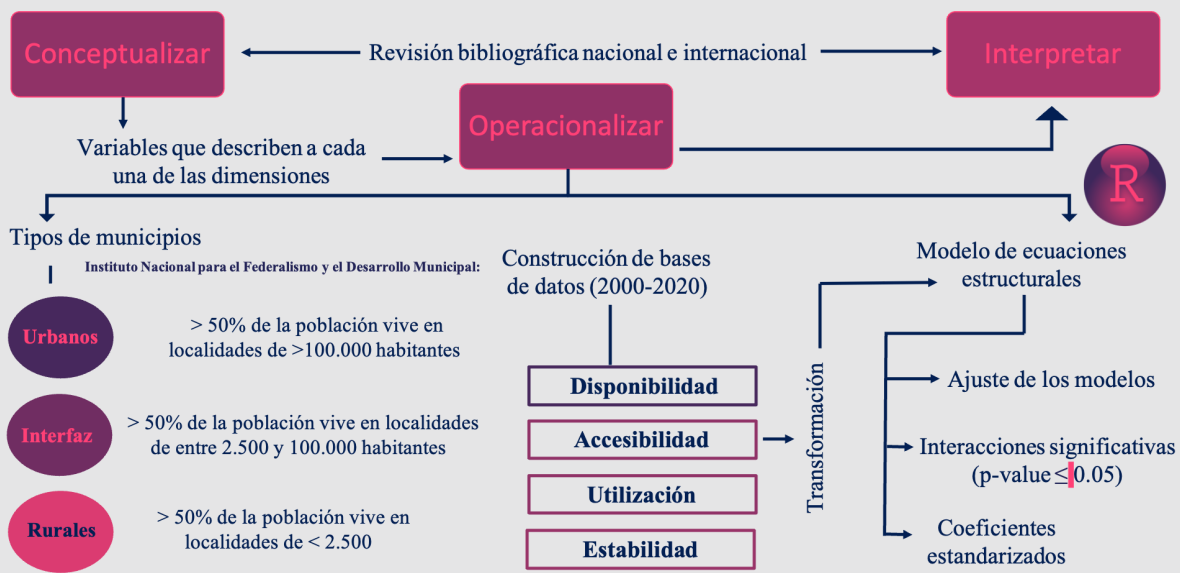 Conceptualizar
Revisión bibliográfica nacional e internacional
Interpretar
Operacionalizar
Variables que describen a cada
una de las dimensiones
R
Tipos de municipios
Instituto Nacional para el Federalismo y el Desarrollo Municipal:
Urbanos
> 50% de la población vive en
localidades de >100.000 habitantes
Interfaz
> 50% de la población vive en localidades
de entre 2.500 y 100.000 habitantes
Rurales
> 50% de la población vive en
localidades de < 2.500
Construcción de bases
de datos (2000-2020)
Disponibilidad
Accesibilidad
Utilización
Estabilidad
Transformación
Modelo de ecuaciones
estructurales
Ajuste de los modelos
Interacciones significativas
(p-value ≤ 0.05)
Coeficientes
estandarizados